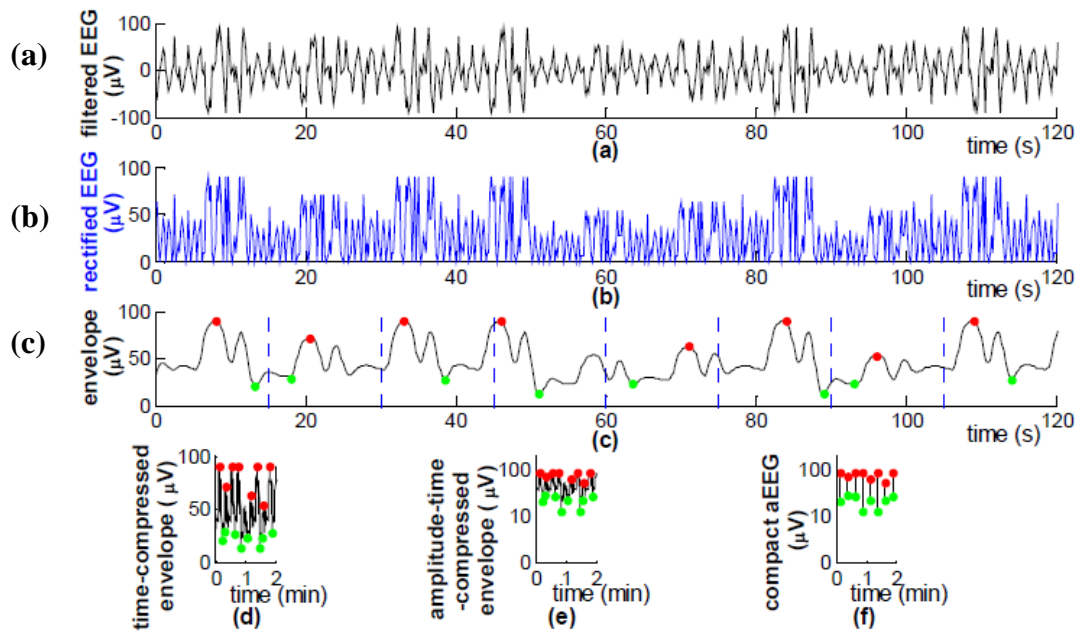 (a)
filtered EEG
(µV)
100
0
-100
0 20 40 60 80 100 120
(a)
time (s)
(b)
rectified EEG
(µV)
100
50
0
0 20 40 60 80 100 120
(b)
time (s)
(c)
envelope
(µV)
100
50
0
0 20 40 60 80 100 120
(c)
time (s)
time-compressed
envelope ( µV)
100
50
0
0 1 2
time (min)
(d)
amplitude-time
-compressed
envelope ( µV)
100
10
0
0 1 2
time (min)
(e)
compact aEEG
(µV)
100
10
0
0 1 2
time (min)
(f)